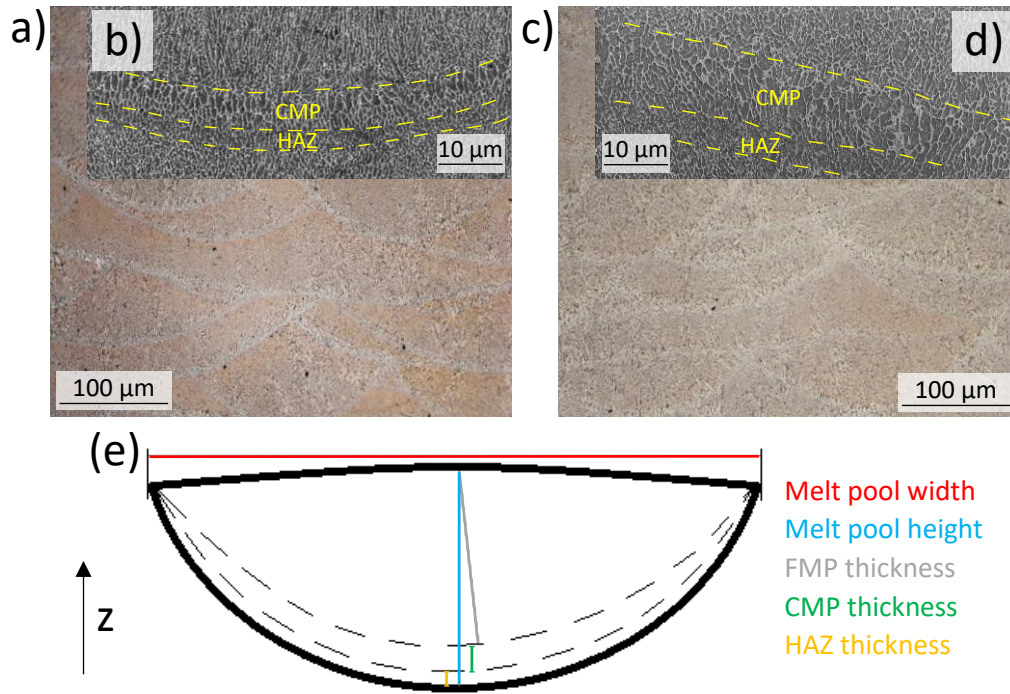 a)
b)
CMP
HAZ
10 µm
100 µm
c)
d)
CMP
HAZ
10 µm
100 µm
(e)
z
Melt pool width
Melt pool height
FMP thickness
CMP thickness
HAZ thickness